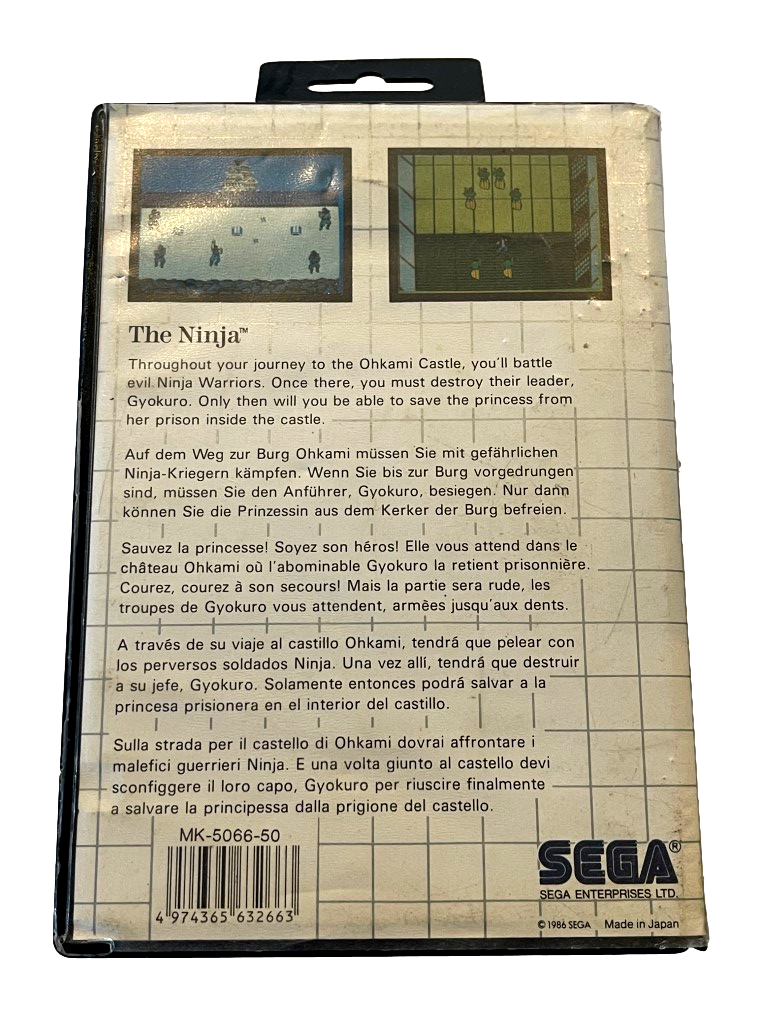 The Ninja™
Throughout your journey to the Ohkami Castle, you'll battle
evil Ninja Warriors. Once there, you must destroy their leader,
Gyokuro. Only then will you be able to save the princess from
her prison inside the castle.
Auf dem Weg zur Burg Ohkami müssen Sie mit gefährlichen
Ninja-Kriegern kämpfen. Wenn Sie bis zur Burg vorgedrungen
sind, müssen Sie den Anführer, Gyokuro, besiegen. Nur dann
können Sie die Prinzessin aus dem Kerker der Burg befreien.
Sauvez la princesse! Soyez son héros! Elle vous attend dans le
château Ohkami où l'abominable Gyokuro la retient prisonnière.
Courez, courez à son secours! Mais la partie sera rude, les
troupes de Gyokuro vous attendent, armèes jusqu'aux dents.
A través de su viaje al castillo Ohkami, tendrá que pelear con
los perversos soldados Ninja. Una vez allí, tendrá que destruir
a su jefe, Gyokuro. Solamente entonces podrá salvar a la
princesa prisionera en el interior del castillo.
Sulla strada per il castello di Ohkami dovrai affrontare i
malefici guerrieri Ninja. E una volta giunto al castello devi
sconfiggere il loro capo, Gyokuro per riuscire finalmente
a salvare la principessa dalla prigione del castello.
MK-5066-50
4 974365 632663
SEGA®
SEGA ENTERPRISES LTD.
© 1986 SEGA Made in Japan